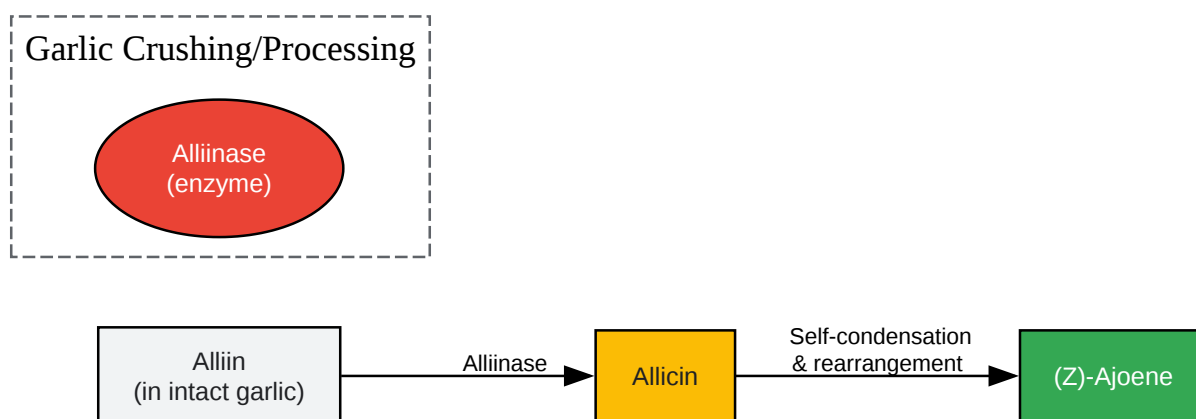 Garlic Crushing/Processing
Alliinase
(enzyme)
Alliin
(in intact garlic)
Alliinase
Allicin
Self-condensation
& rearrangement
(Z)-Ajoene